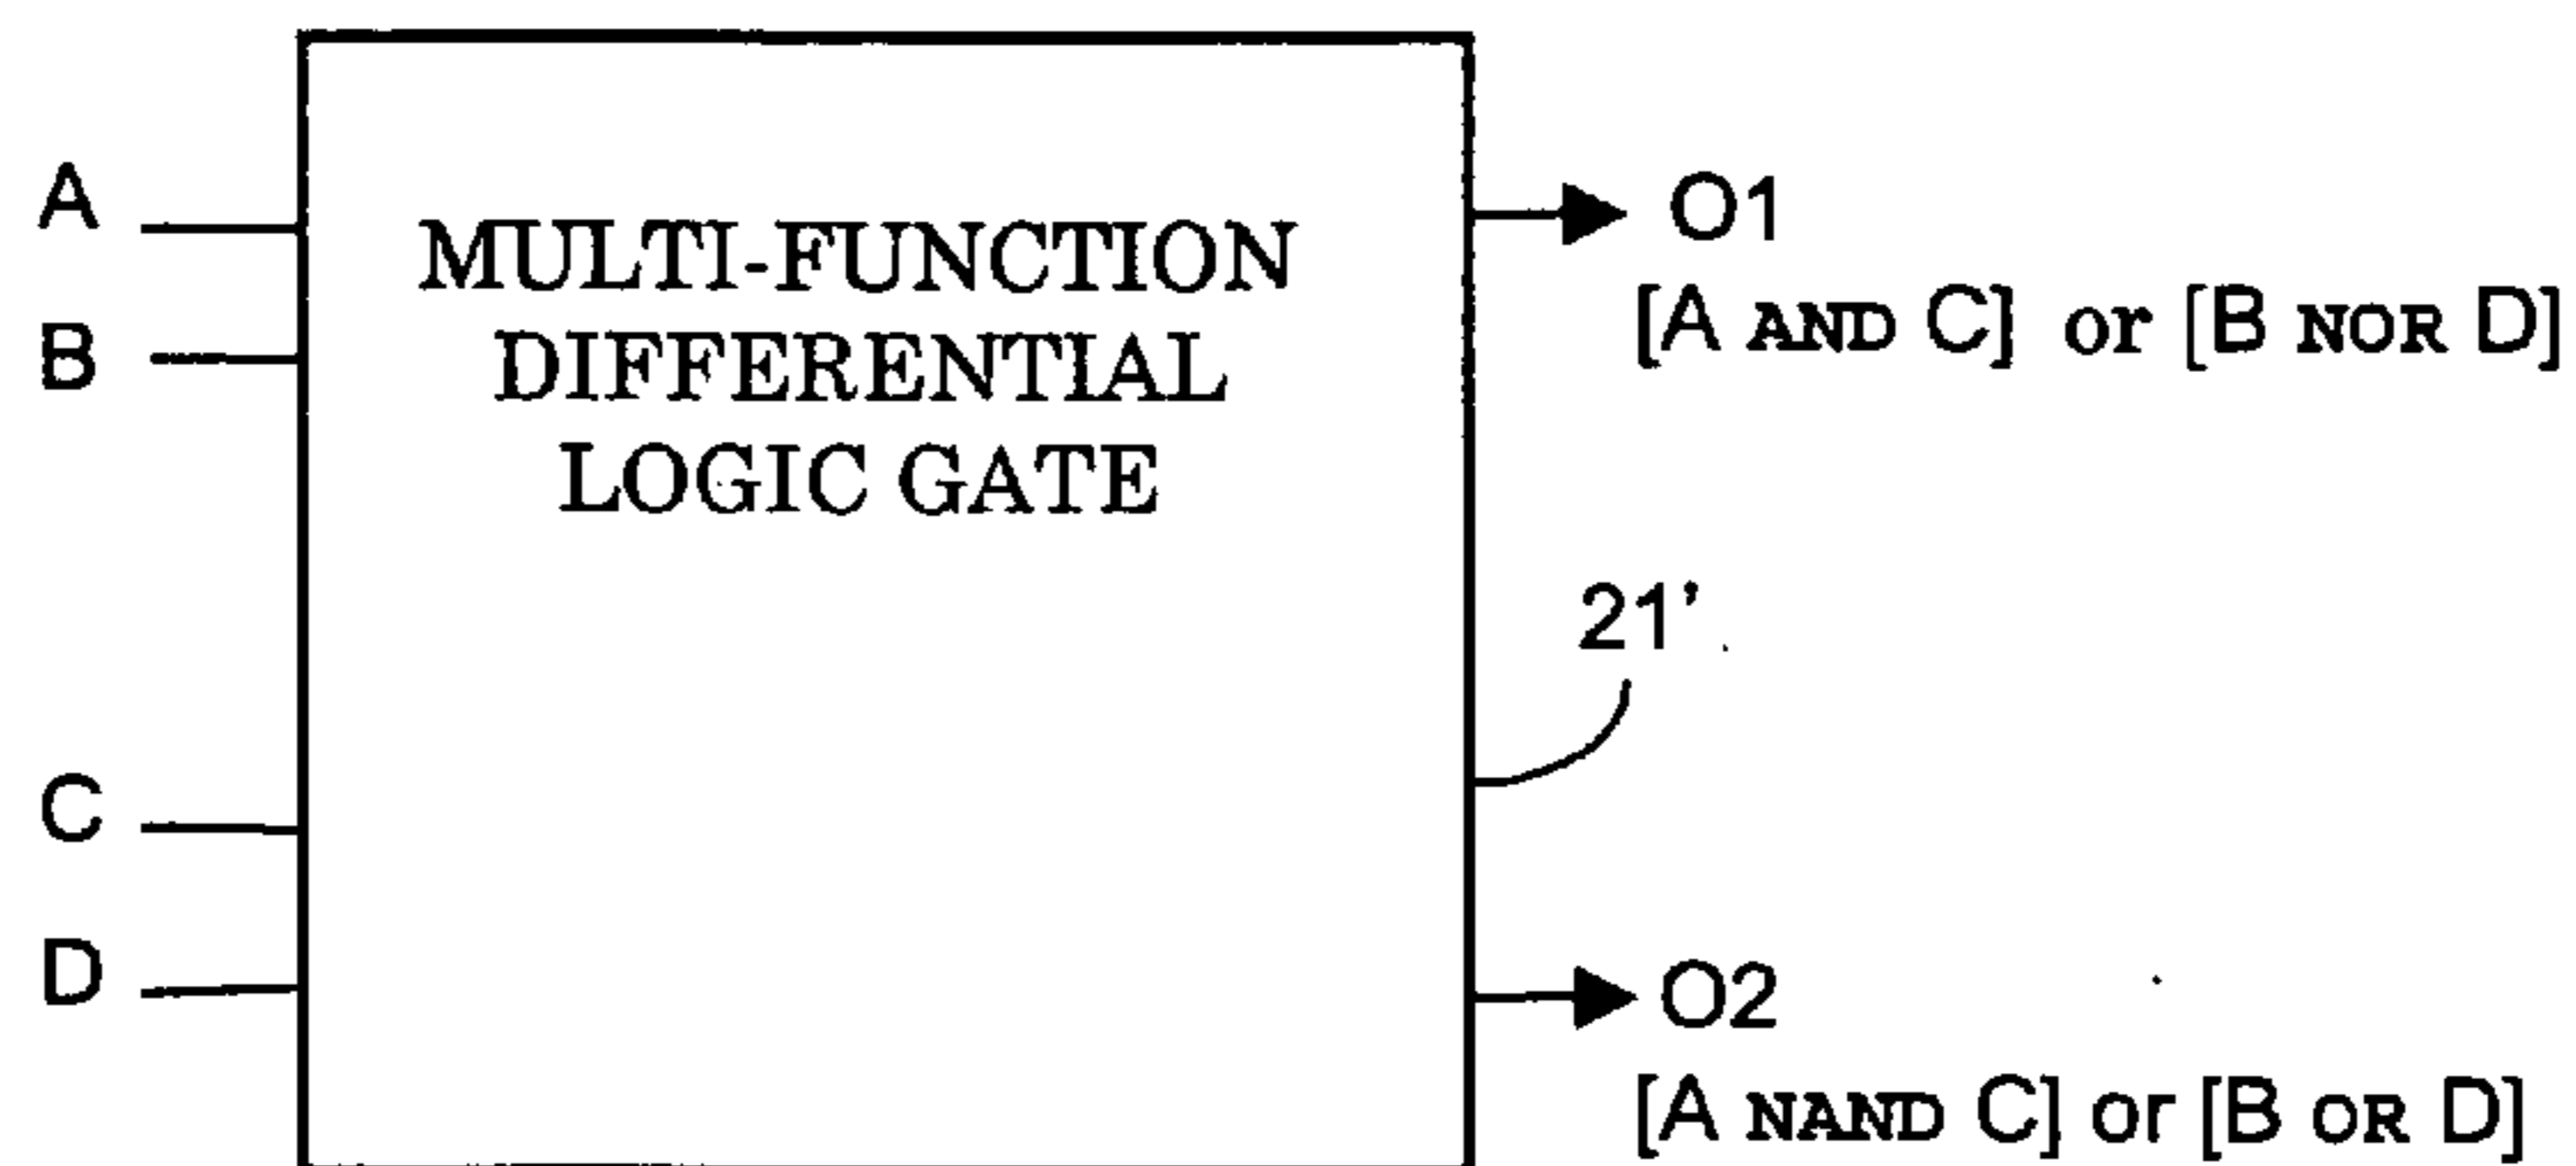 A
B
C
D
MULTI-FUNCTION
DIFFERENTIAL
LOGIC GATE
O1
[A AND C] or [B NOR D]
21’
O2
[A NAND C] or [B OR D]